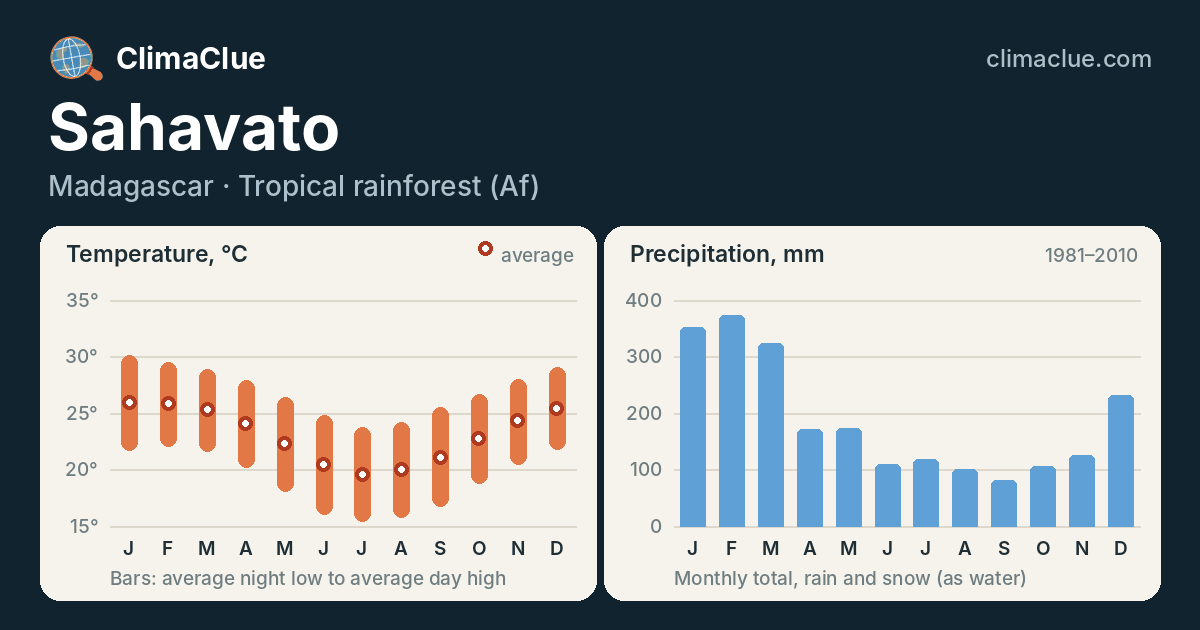 ClimaClue
climaclue.com
Sahavato
Madagascar · Tropical rainforest (Af)
Temperature, °C
average
35°
30°
25°
20°
15°
J F M A M J J A S O N D
Bars: average night low to average day high
Precipitation, mm
1981–2010
400
300
200
100
0
J F M A M J J A S O N D
Monthly total, rain and snow (as water)